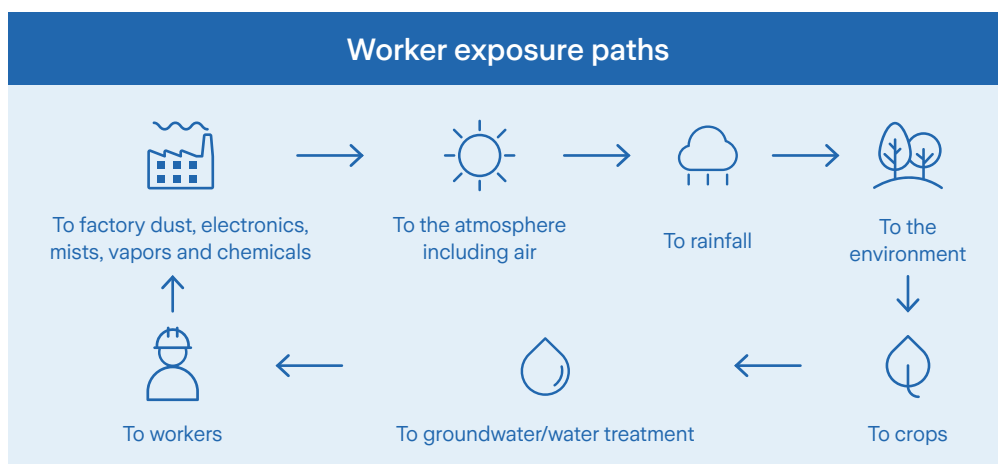 Worker exposure paths
To factory dust, electronics,
mists, vapors and chemicals
To the atmosphere
including air
To rainfall
To the
environment
To workers
To groundwater/water treatment
To crops